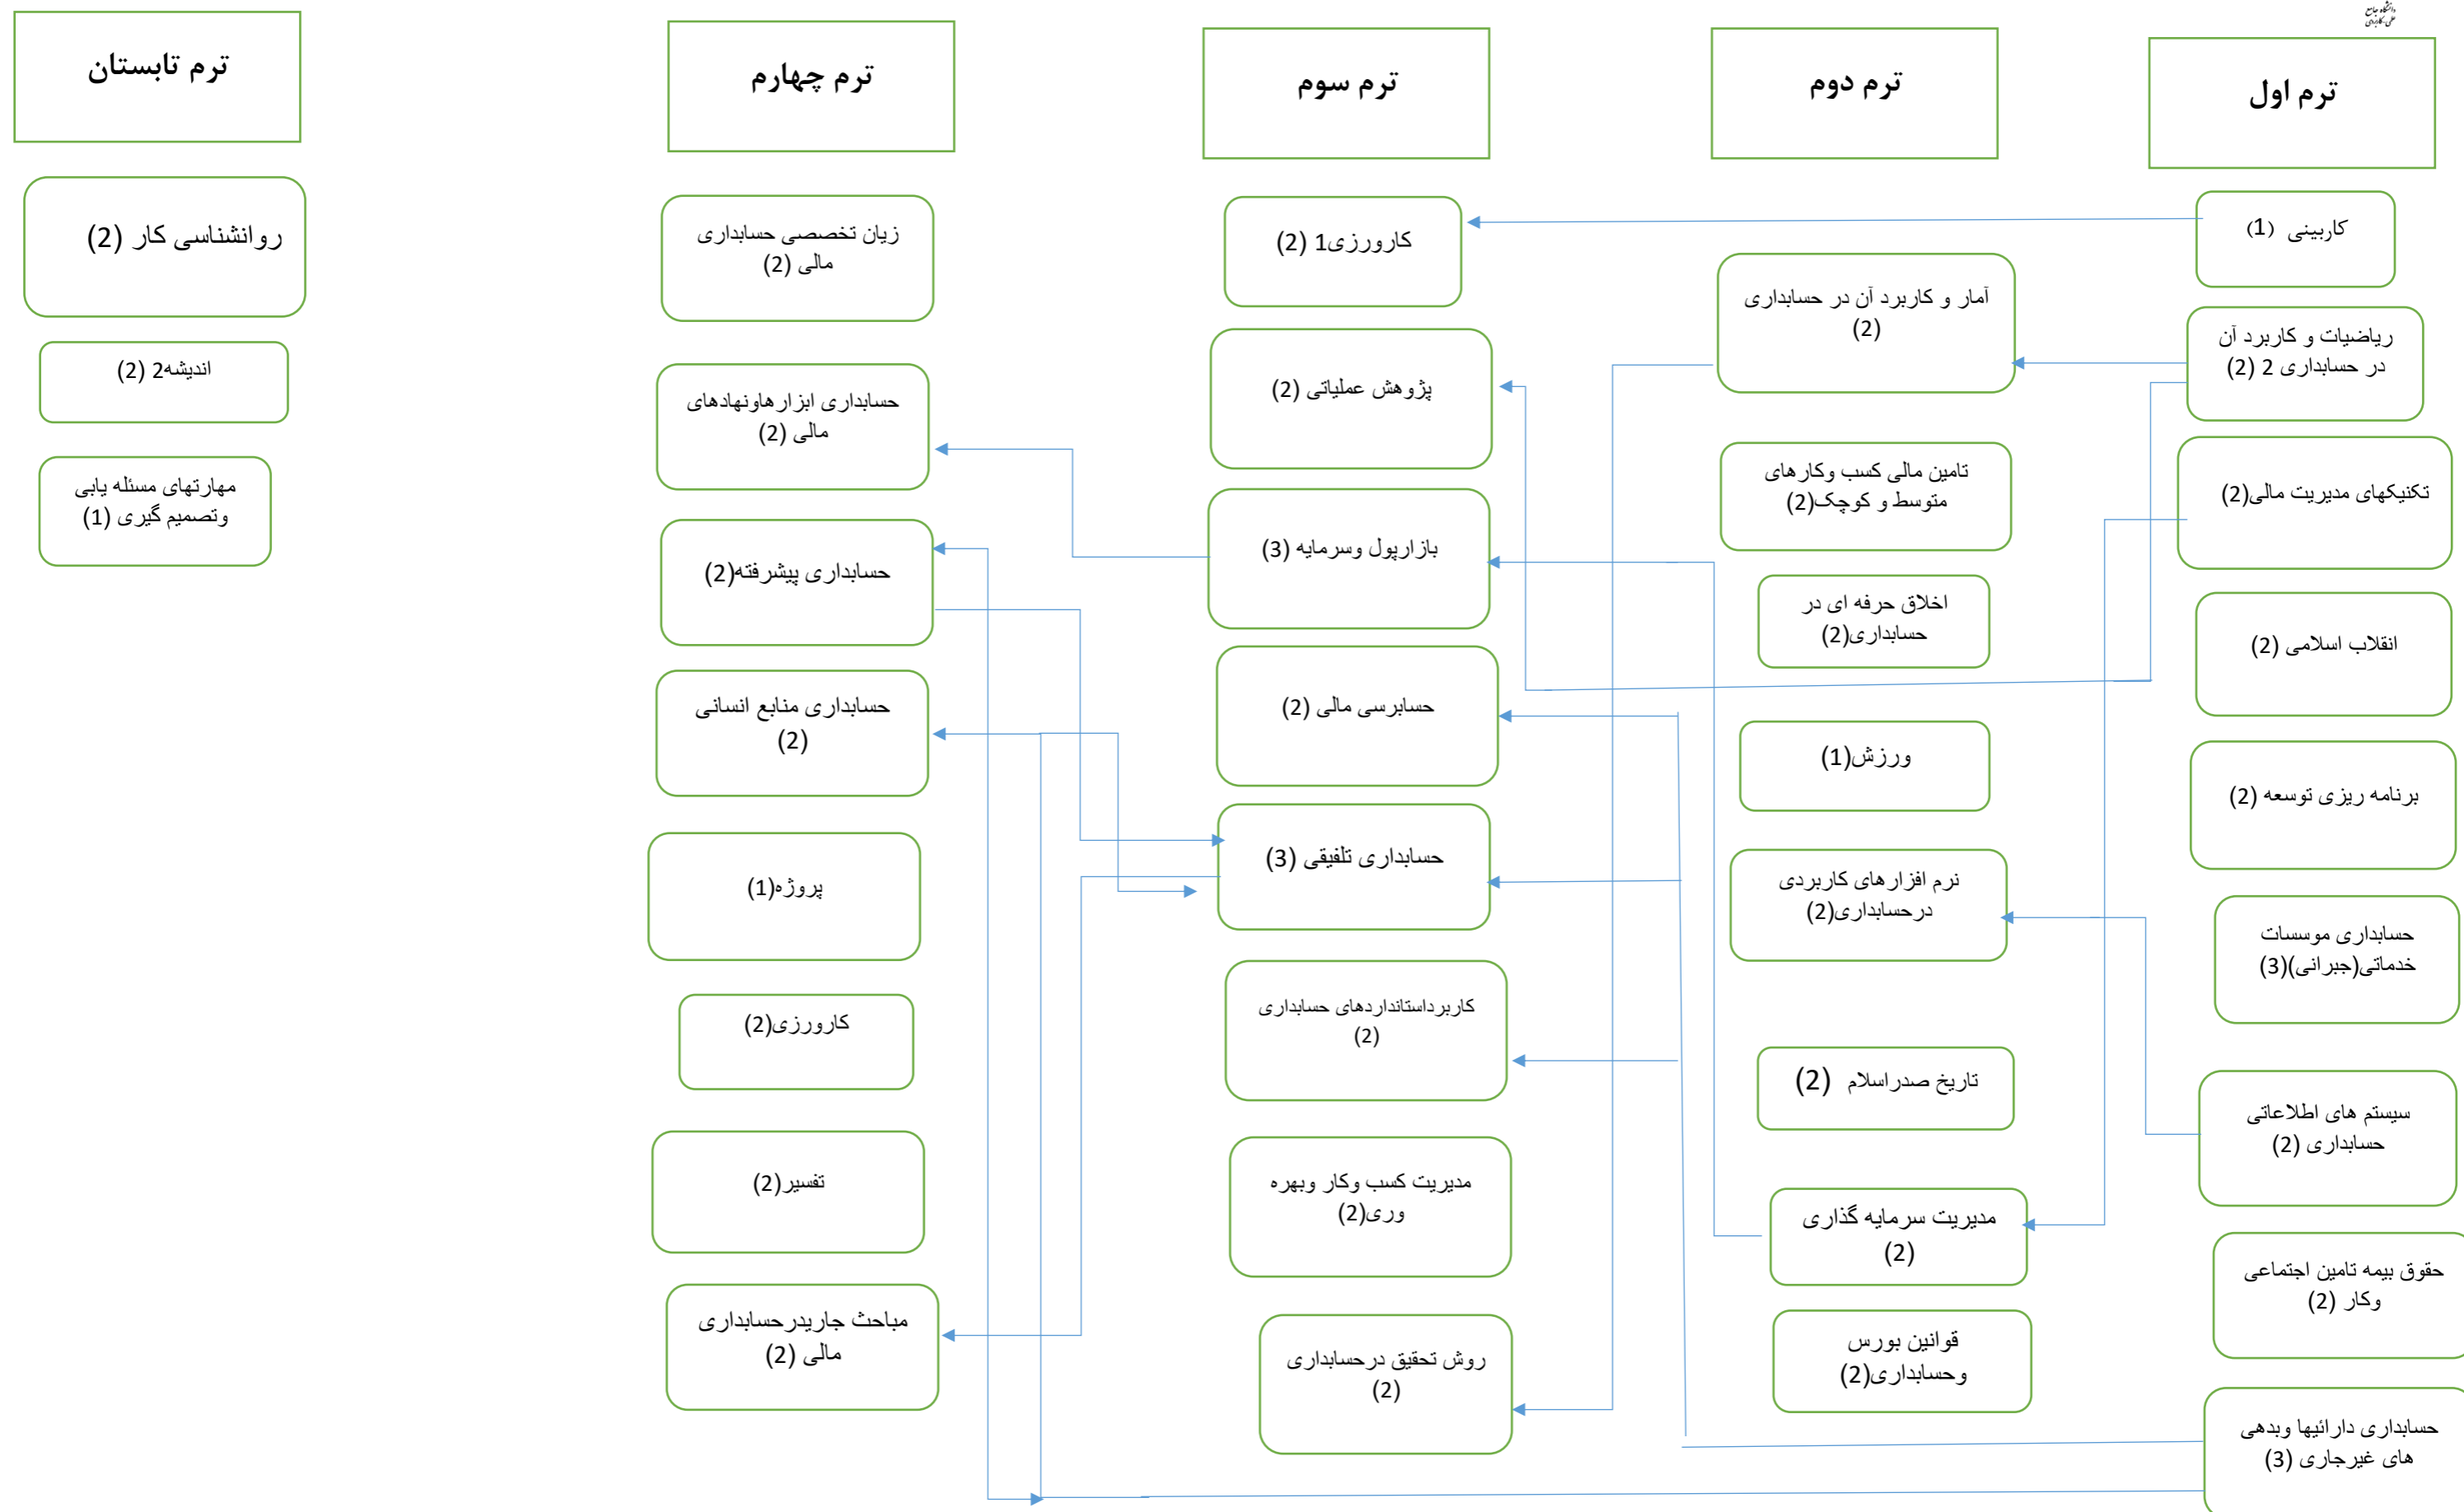 دانشگاه جامع
علمی-کاربردی
ترم اول
کاربینی (1)
ریاضیات و کاربرد آن
در حسابداری 2 (2)
تکنیکهای مدیریت مالی(2)
انقلاب اسلامی (2)
برنامه ریزی توسعه (2)
حسابداری موسسات
خدماتی(جبرانی)(3)
سیستم های اطلاعاتی
حسابداری (2)
حقوق بیمه تامین اجتماعی
وکار (2)
حسابداری دارائیها وبدهی
های غیرجاری (3)
ترم دوم
آمار و کاربرد آن در حسابداری
(2)
تامین مالی کسب وکارهای
متوسط و کوچک(2)
اخلاق حرفه ای در
حسابداری(2)
ورزش(1)
نرم افزارهای کاربردی
درحسابداری(2)
تاریخ صدراسلام (2)
مدیریت سرمایه گذاری
(2)
قوانین بورس
وحسابداری(2)
ترم سوم
کارورزی1 (2)
پژوهش عملیاتی (2)
بازارپول وسرمایه (3)
حسابرسی مالی (2)
حسابداری تلفیقی (3)
کاربرداستانداردهای حسابداری
(2)
مدیریت کسب وکار وبهره
وری(2)
روش تحقیق درحسابداری
(2)
ترم چهارم
زیان تخصصی حسابداری
مالی (2)
حسابداری ابزارهاونهادهای
مالی (2)
حسابداری پیشرفته(2)
حسابداری منابع انسانی
(2)
پروژه(1)
کارورزی(2)
تفسیر(2)
مباحث جاریدرحسابداری
مالی (2)
ترم تابستان
روانشناسی کار (2)
اندیشه2 (2)
مهارتهای مسئله یابی
وتصمیم گیری (1)